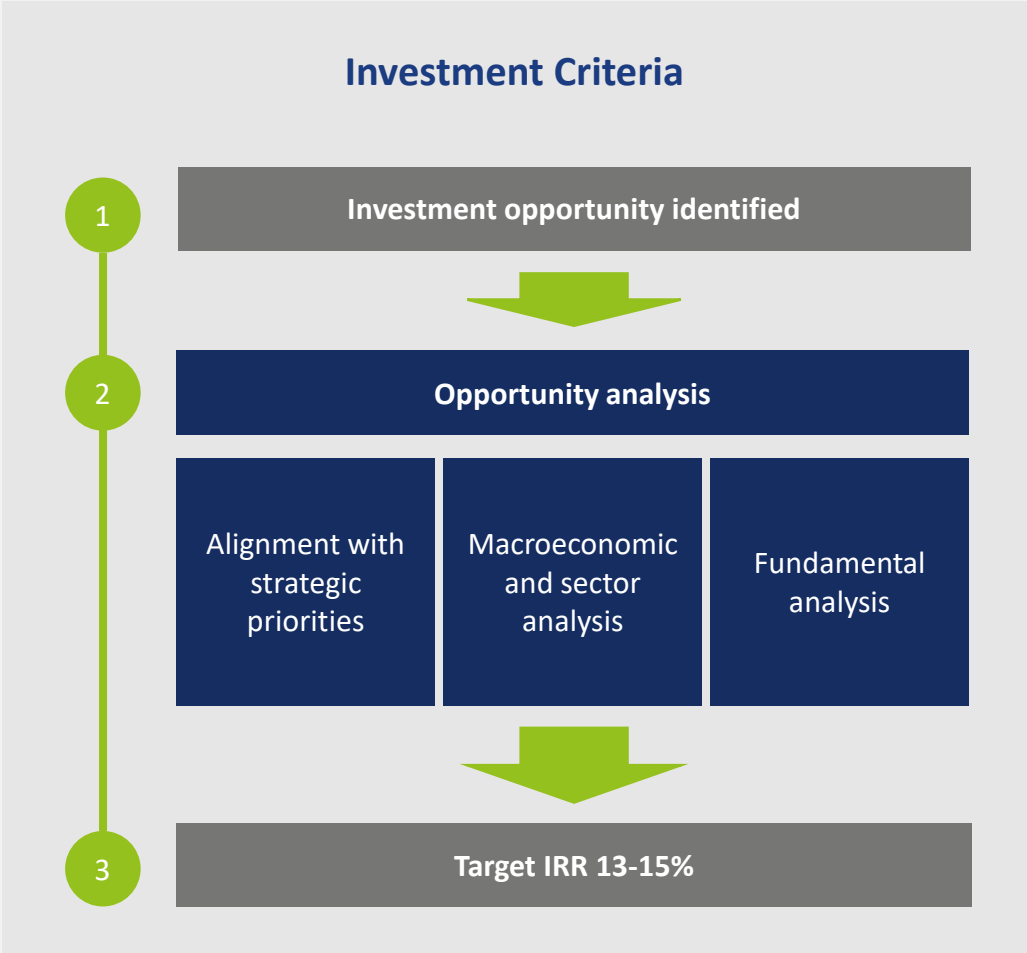 Investment Criteria
1
Investment opportunity identified
2
Opportunity analysis
Alignment with
strategic
priorities
Macroeconomic
and sector
analysis
Fundamental
analysis
3
Target IRR 13-15%